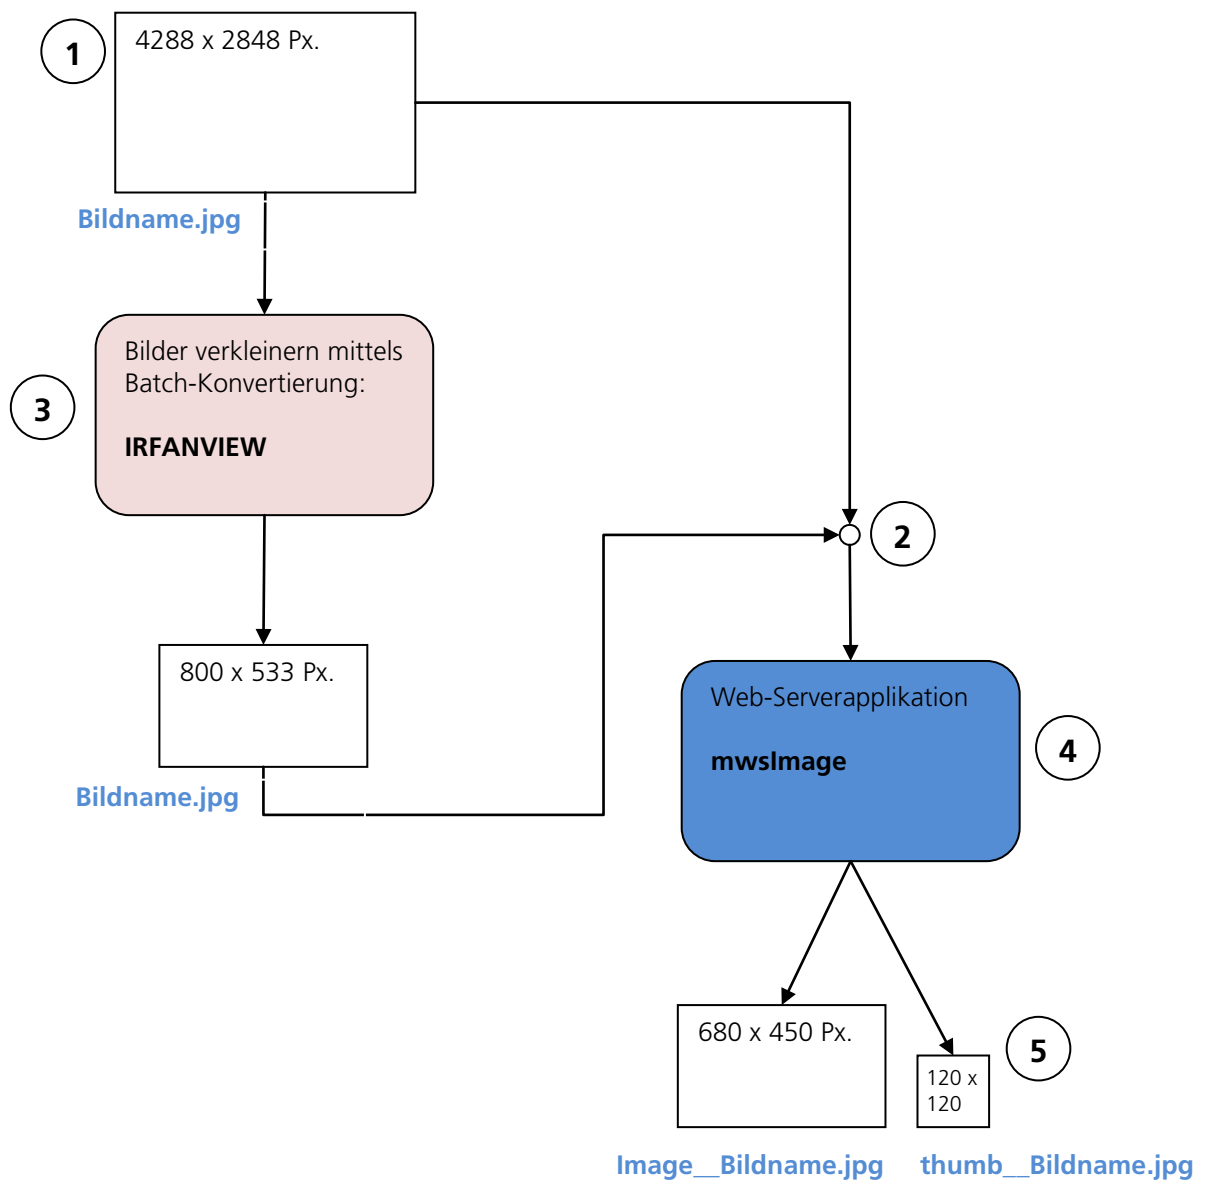 1
4288 x 2848 Px.
Bildname.jpg
Bilder verkleinern mittels
Batch-Konvertierung:
IRFANVIEW
3
2
800 x 533 Px.
Bildname.jpg
Web-Serverapplikation
mwsImage
4
680 x 450 Px.
5
120 x
120
Image__Bildname.jpg
thumb__Bildname.jpg